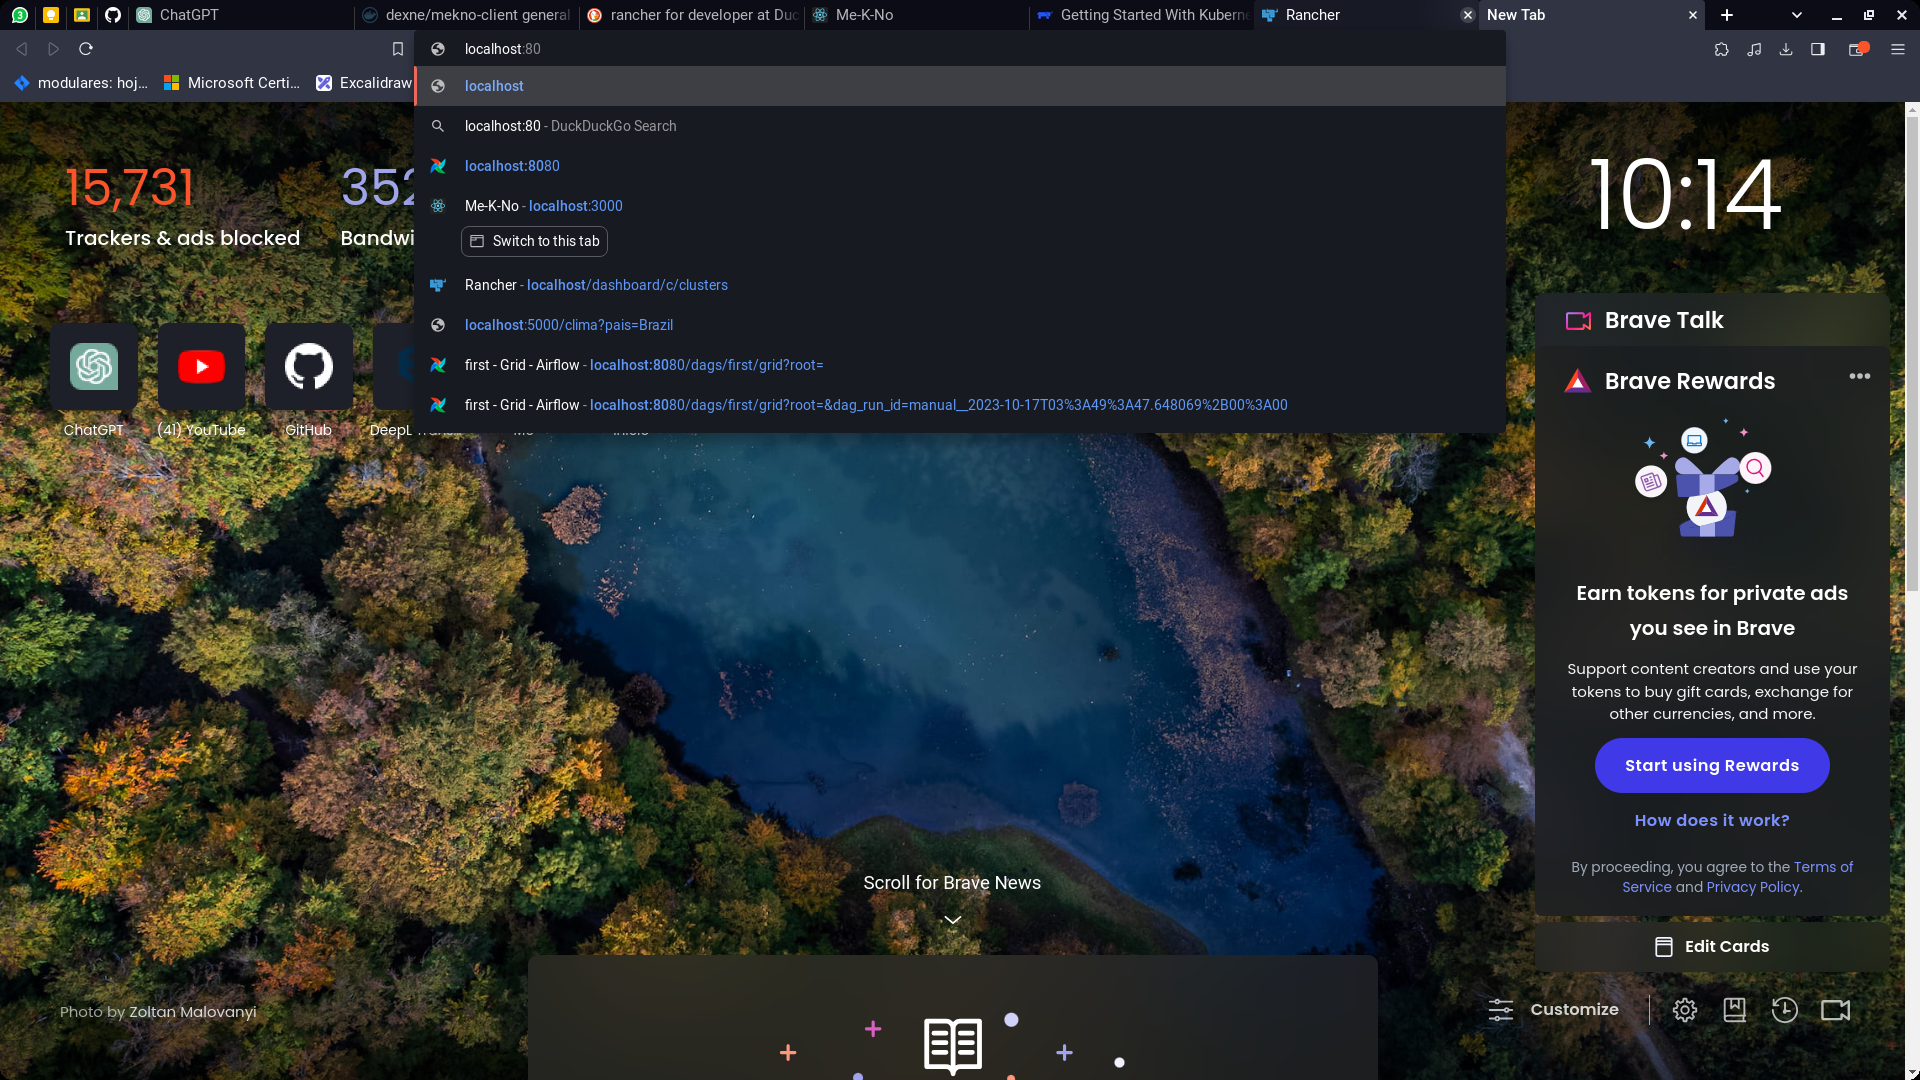 3
ChatGPT
dexne/mekno-client general
rancher for developer at Duc
Me-K-No
Getting Started With Kuberne
Rancher
New Tab
localhost:80
modulares: hoj...
Microsoft Certi...
Excalidraw
localhost
localhost:80 - DuckDuckGo Search
localhost:8080
Me-K-No - localhost:3000
Switch to this tab
Rancher - localhost/dashboard/c/clusters
localhost:5000/clima?pais=Brazil
first - Grid - Airflow - localhost:8080/dags/first/grid?root=
first - Grid - Airflow - localhost:8080/dags/first/grid?root=&dag_run_id=manual__2023-10-17T03%3A49%3A47.648069%2B00%3A00
15,731
Trackers & ads blocked
352
Bandwi
10:14
ChatGPT
(41) YouTube
GitHub
DeepL
Brave Talk
Brave Rewards
Earn tokens for private ads
you see in Brave
Support content creators and use your
tokens to buy gift cards, exchange for
other currencies, and more.
Start using Rewards
How does it work?
By proceeding, you agree to the Terms of
Service and Privacy Policy.
Edit Cards
Scroll for Brave News
Photo by Zoltan Malovanyi
Customize